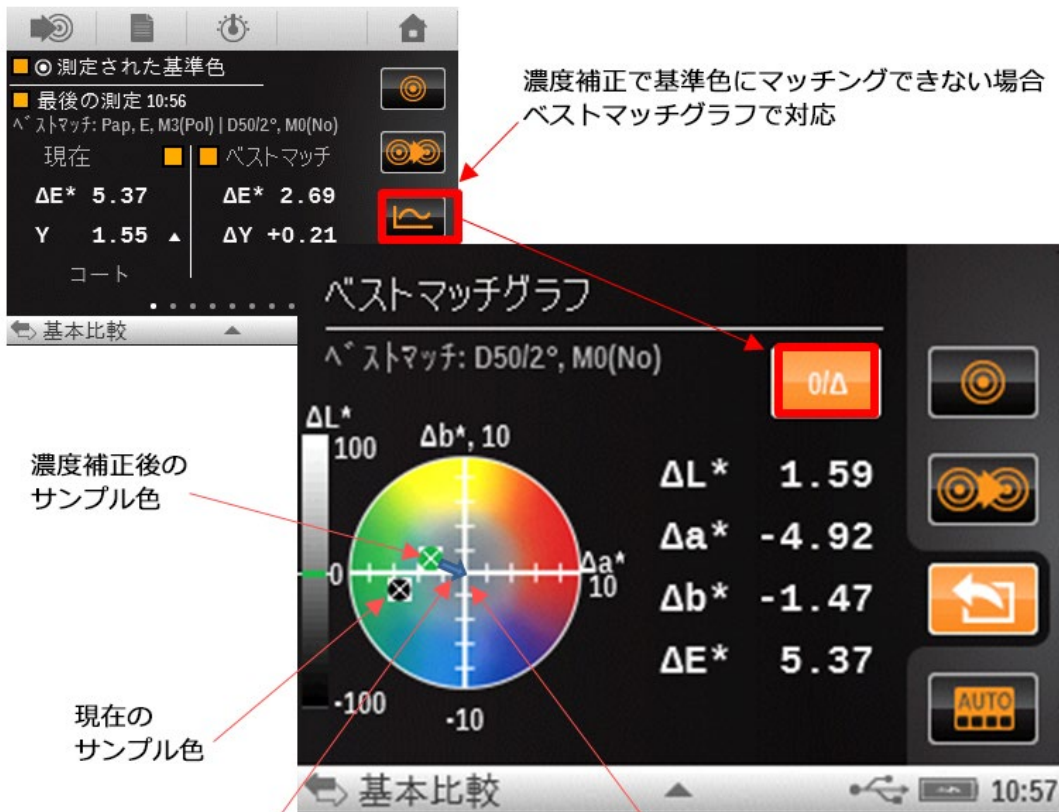 測定された基準色
最後の測定 10:56
ベストマッチ: Pap, E, M3(Pol) | D50/2°, M0(No)
現在
ベストマッチ
ΔE* 5.37
ΔE* 2.69
Y 1.55 ▲
ΔY +0.21
コート
基本比較
濃度補正で基準色にマッチングできない場合
ベストマッチグラフで対応
ベストマッチグラフ
ベストマッチ: D50/2°, M0(No)
0/Δ
ΔL*
100
Δb*, 10
0
Δa*
10
-100
-10
ΔL* 1.59
Δa* -4.92
Δb* -1.47
ΔE* 5.37
AUTO
濃度補正後の
サンプル色
現在の
サンプル色
基本比較
10:57